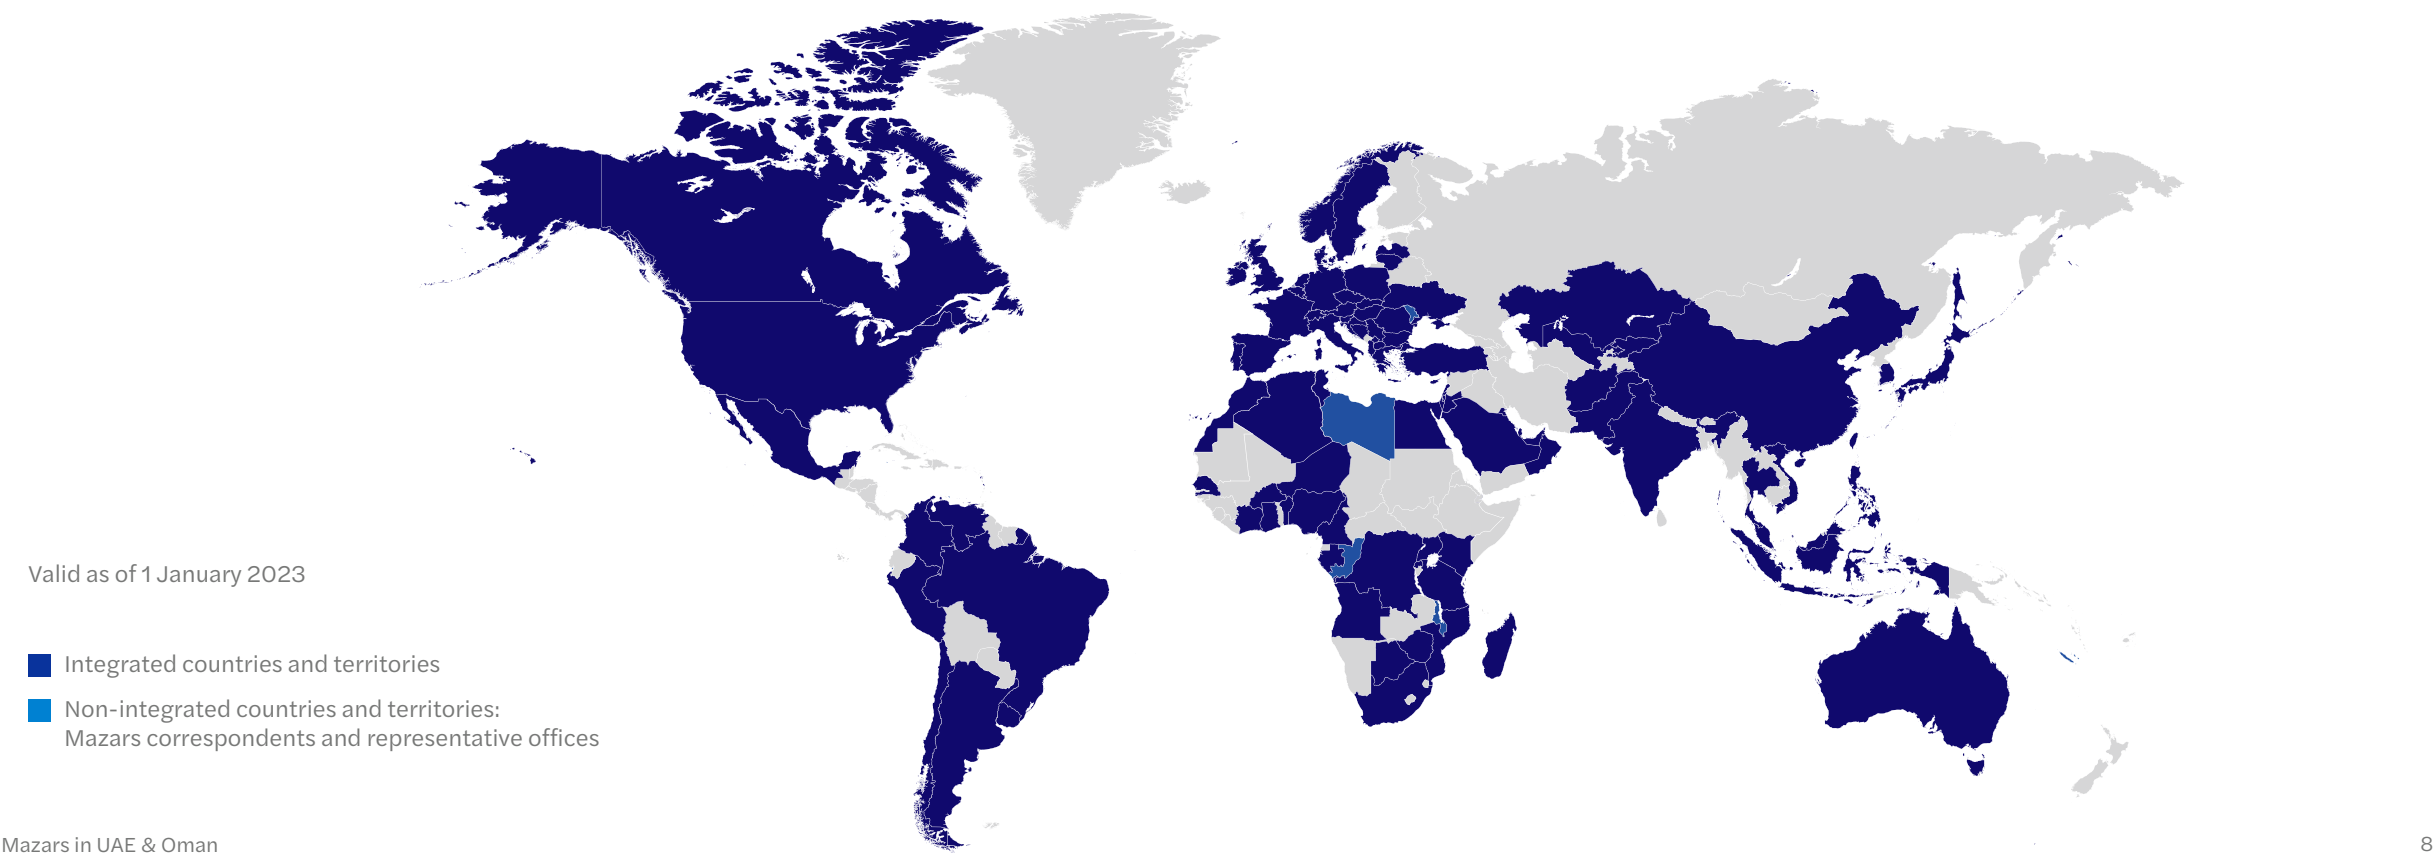 Valid as of 1 January 2023
Integrated countries and territories
Non-integrated countries and territories:
Mazars correspondents and representative offices
Mazars in UAE & Oman
8